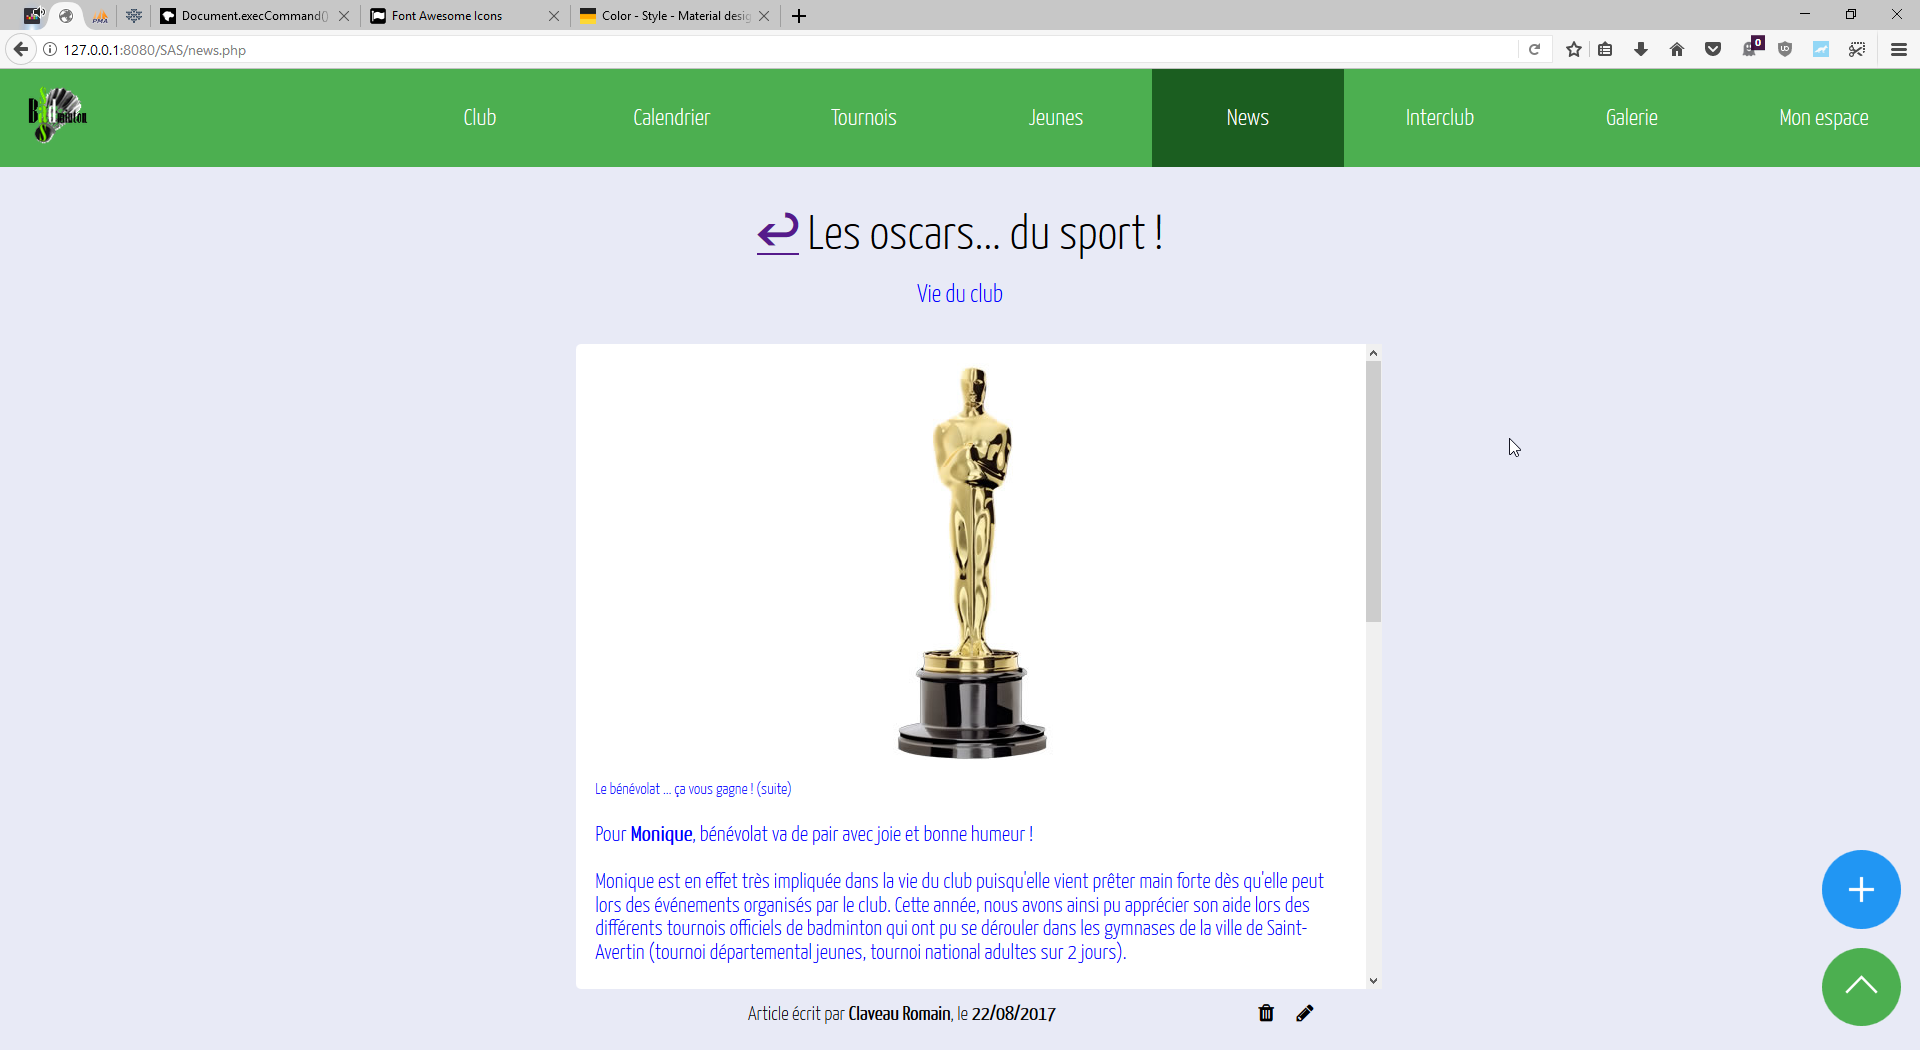 Document.execCommand()
Font Awesome Icons
Color - Style - Material desig
PMA
127.0.0.1:8080/SAS/news.php
0
Badminton
Club
Calendrier
Tournois
Jeunes
News
Interclub
Galerie
Mon espace
Les oscars... du sport !
Vie du club
Le bénévolat ... ça vous gagne ! (suite)
Pour Monique, bénévolat va de pair avec joie et bonne humeur !
Monique est en effet très impliquée dans la vie du club puisqu'elle vient prêter main forte dès qu'elle peut
lors des événements organisés par le club. Cette année, nous avons ainsi pu apprécier son aide lors des
différents tournois officiels de badminton qui ont pu se dérouler dans les gymnases de la ville de Saint-
Avertin (tournoi départemental jeunes, tournoi national adultes sur 2 jours).
Article écrit par Claveau Romain, le 22/08/2017